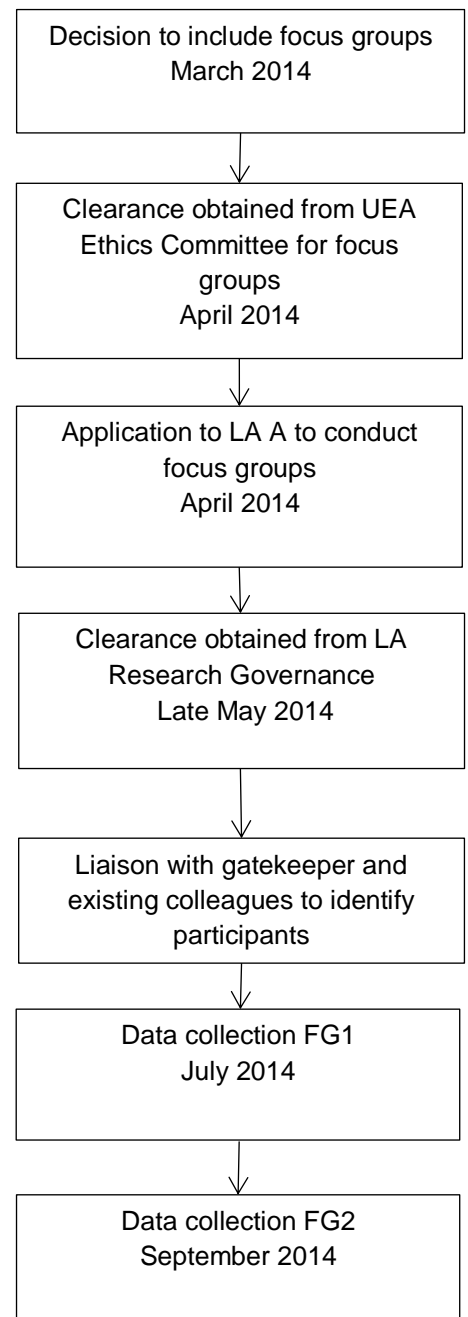 Decision to include focus groups
March 2014
Clearance obtained from UEA
Ethics Committee for focus
groups
April 2014
Application to LA A to conduct
focus groups
April 2014
Clearance obtained from LA
Research Governance
Late May 2014
Liaison with gatekeeper and
existing colleagues to identify
participants
Data collection FG1
July 2014
Data collection FG2
September 2014